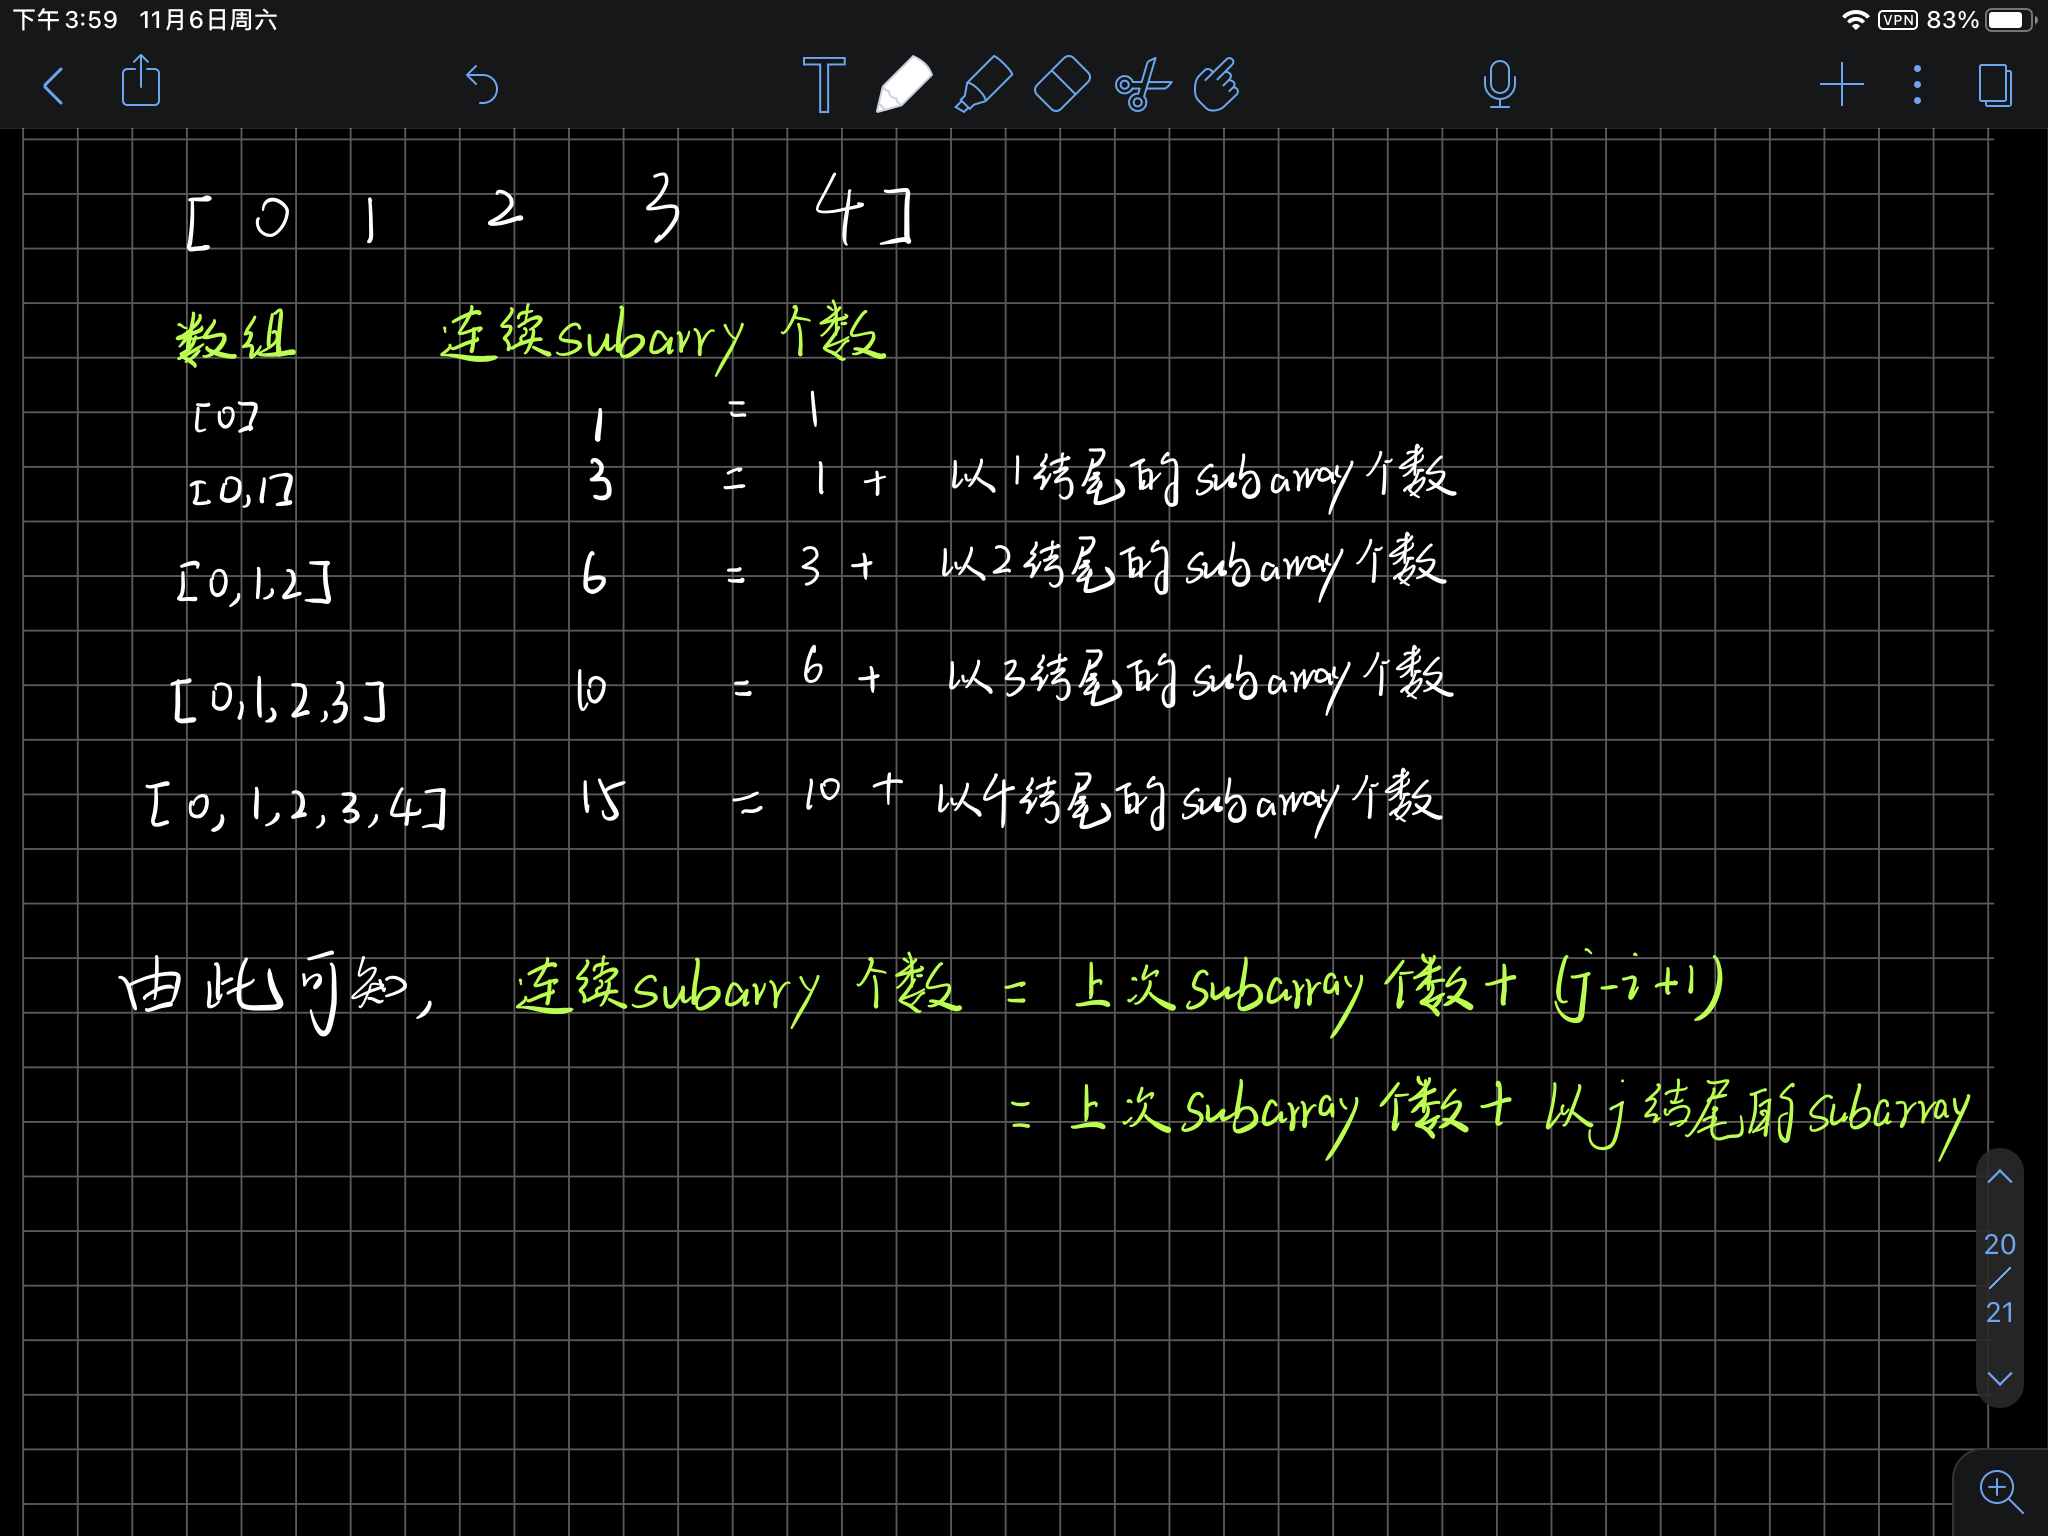 下午3:59 11月6日周六 VPN 83%
T
[ 0 1 2 3 4 ]
数组 连续subarry 个数
[0] 1 = 1
[0,1] 3 = 1 + 以1结尾的subarray个数
[0,1,2] 6 = 3 + 以2结尾的subarray个数
[0,1,2,3] 10 = 6 + 以3结尾的subarray个数
[0,1,2,3,4] 15 = 10 + 以4结尾的subarray个数
由此可知, 连续subarry 个数 = 上次subarray个数+ (j-i+1)
= 上次subarray个数+ 以j结尾的subarray
20
/
21